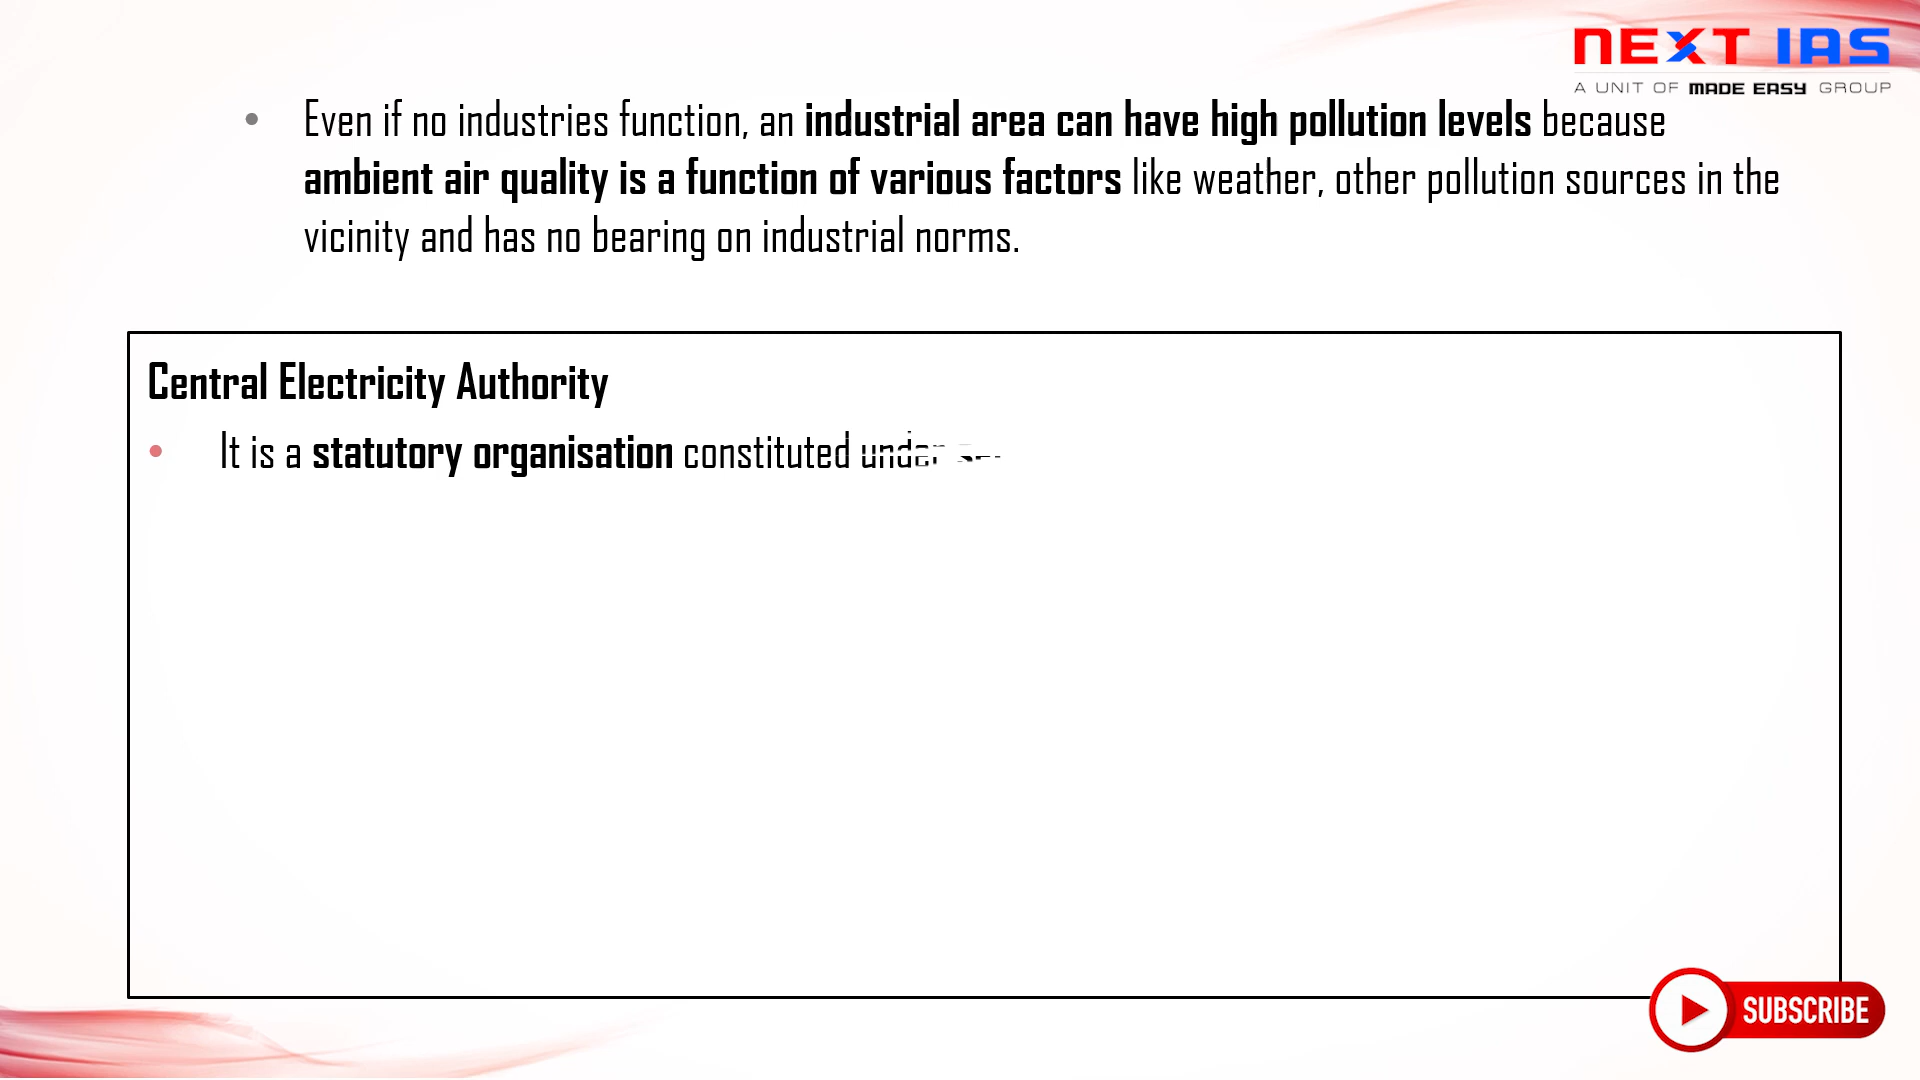 NEXT IAS
A UNIT OF MADE EASY GROUP
• Even if no industries function, an industrial area can have high pollution levels because
ambient air quality is a function of various factors like weather, other pollution sources in the
vicinity and has no bearing on industrial norms.
Central Electricity Authority
• It is a statutory organisation constituted under
SUBSCRIBE